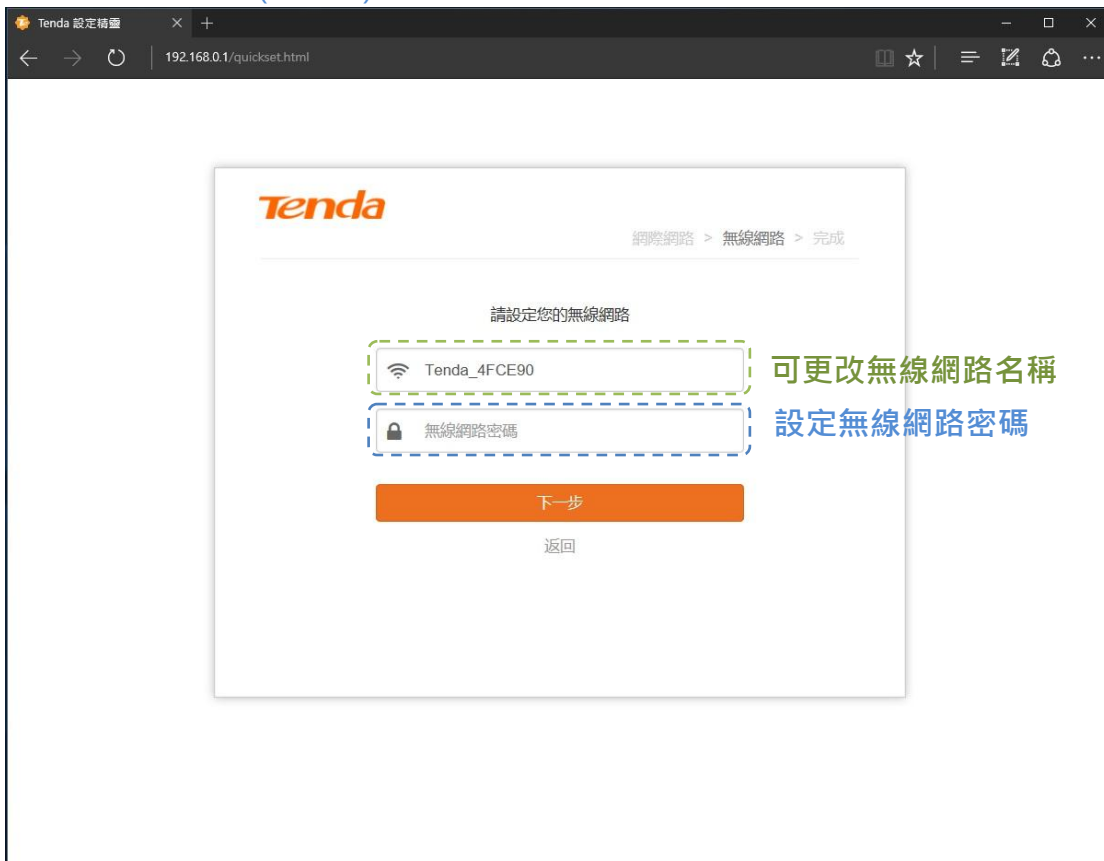 Tenda 設定精靈
192.168.0.1/quickset.html
Tenda
網際網路 > 無線網路 > 完成
請設定您的無線網路
Tenda_4FCE90
可更改無線網路名稱
無線網路密碼
設定無線網路密碼
下一步
返回